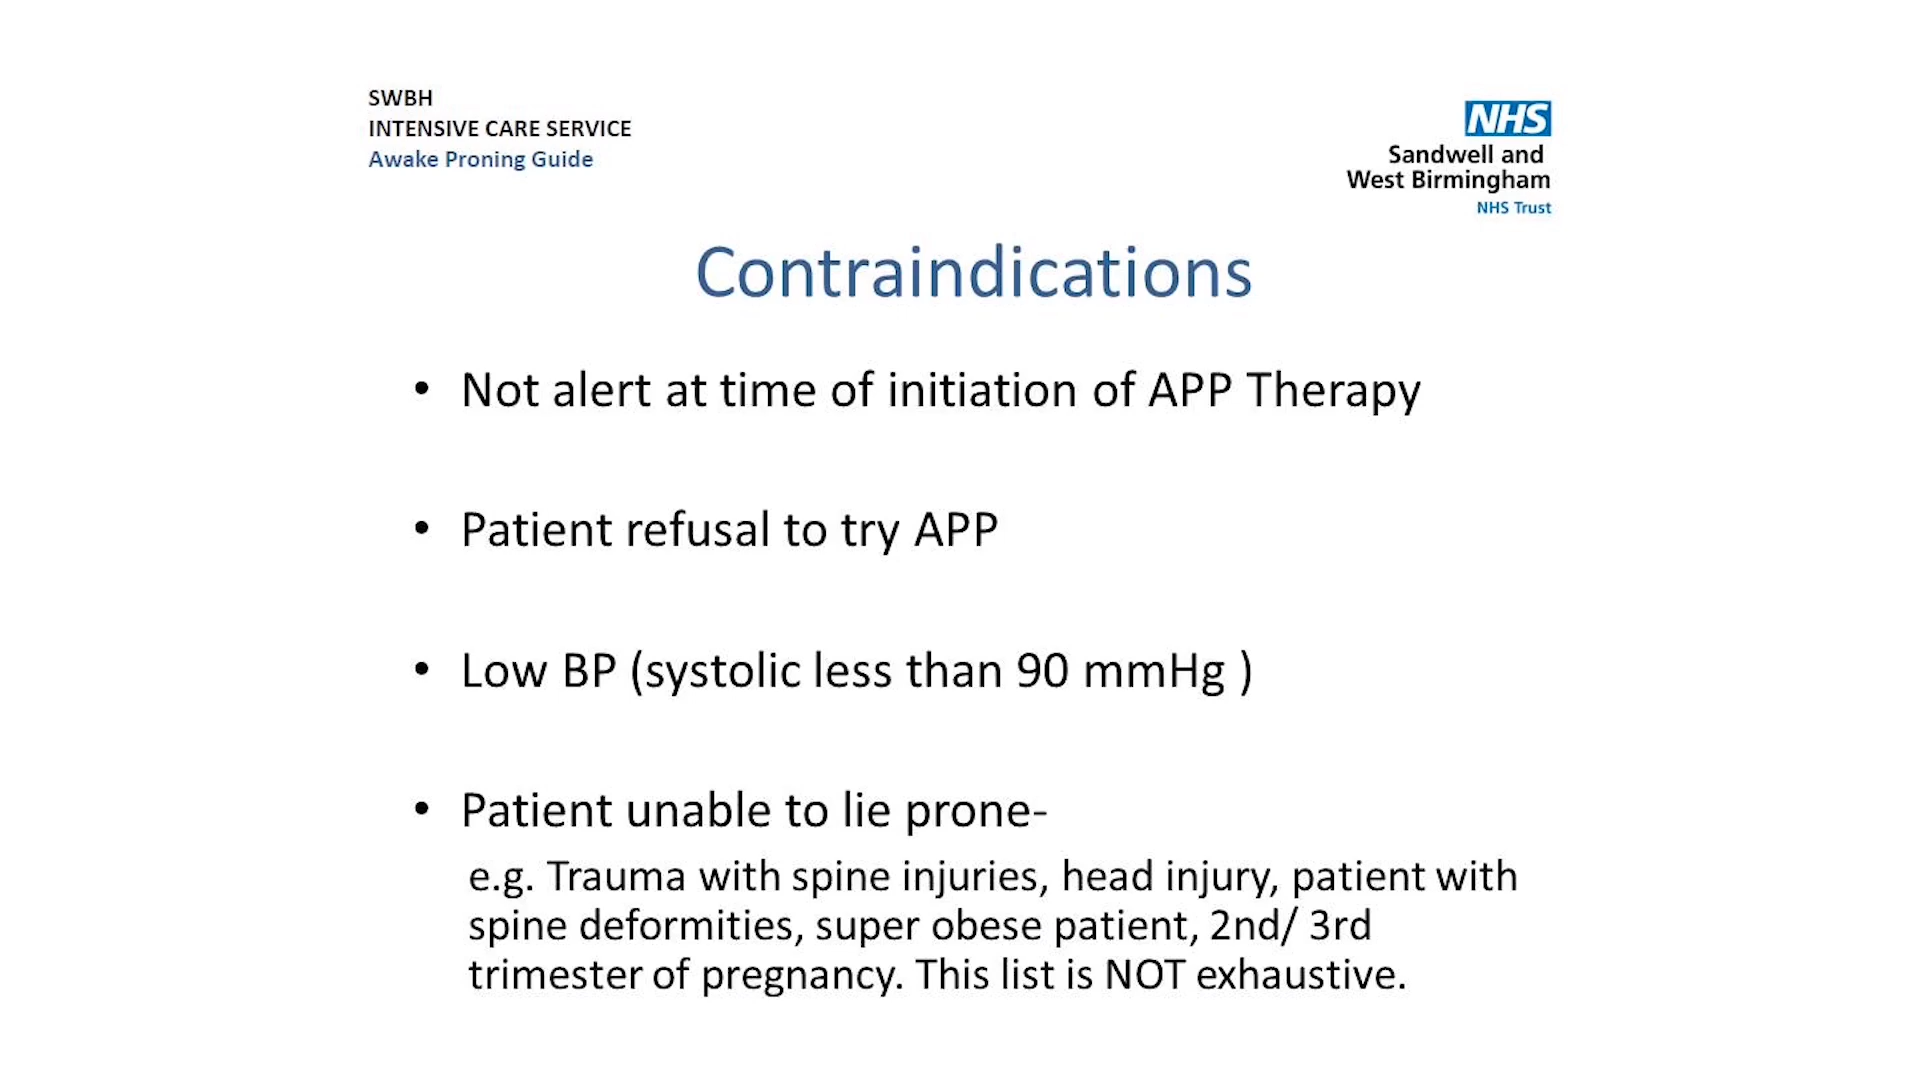 SWBH
INTENSIVE CARE SERVICE
Awake Proning Guide
NHS
Sandwell and
West Birmingham
NHS Trust
Contraindications
• Not alert at time of initiation of APP Therapy
• Patient refusal to try APP
• Low BP (systolic less than 90 mmHg )
• Patient unable to lie prone-
e.g. Trauma with spine injuries, head injury, patient with
spine deformities, super obese patient, 2nd/ 3rd
trimester of pregnancy. This list is NOT exhaustive.